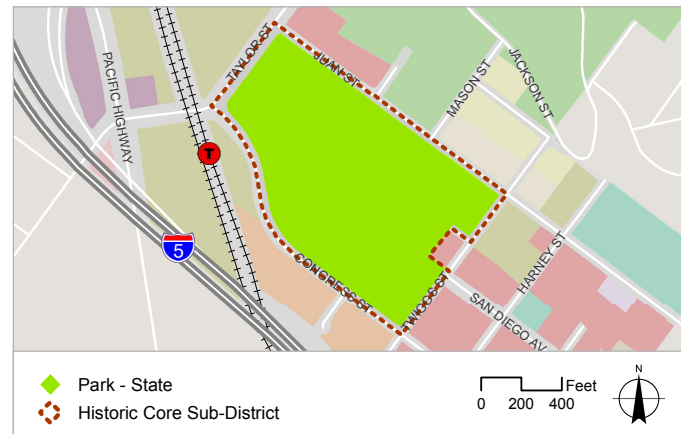 TAYLOR ST
JUAN ST
PACIFIC HIGHWAY
MASON ST
JACKSON ST
T
5
CONGRESS ST
TWIGGS ST
HARNEY ST
SAN DIEGO AV
Park - State
Historic Core Sub-District
Feet
0 200 400
N